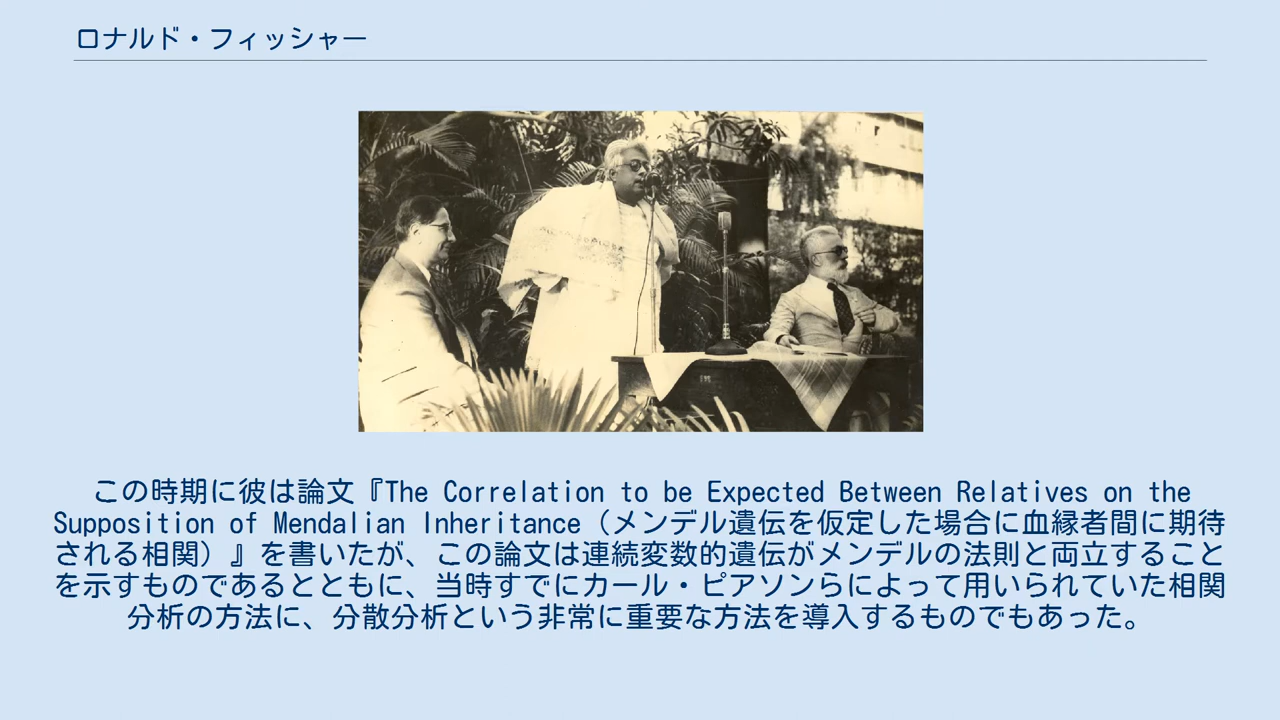 ロナルド・フィッシャー
この時期に彼は論文『The Correlation to be Expected Between Relatives on the
Supposition of Mendalian Inheritance（メンデル遺伝を仮定した場合に血縁者間に期待
される相関）』を書いたが、この論文は連続変数的遺伝がメンデルの法則と両立すること
を示すものであるとともに、当時すでにカール・ピアソンらによって用いられていた相関
分析の方法に、分散分析という非常に重要な方法を導入するものでもあった。